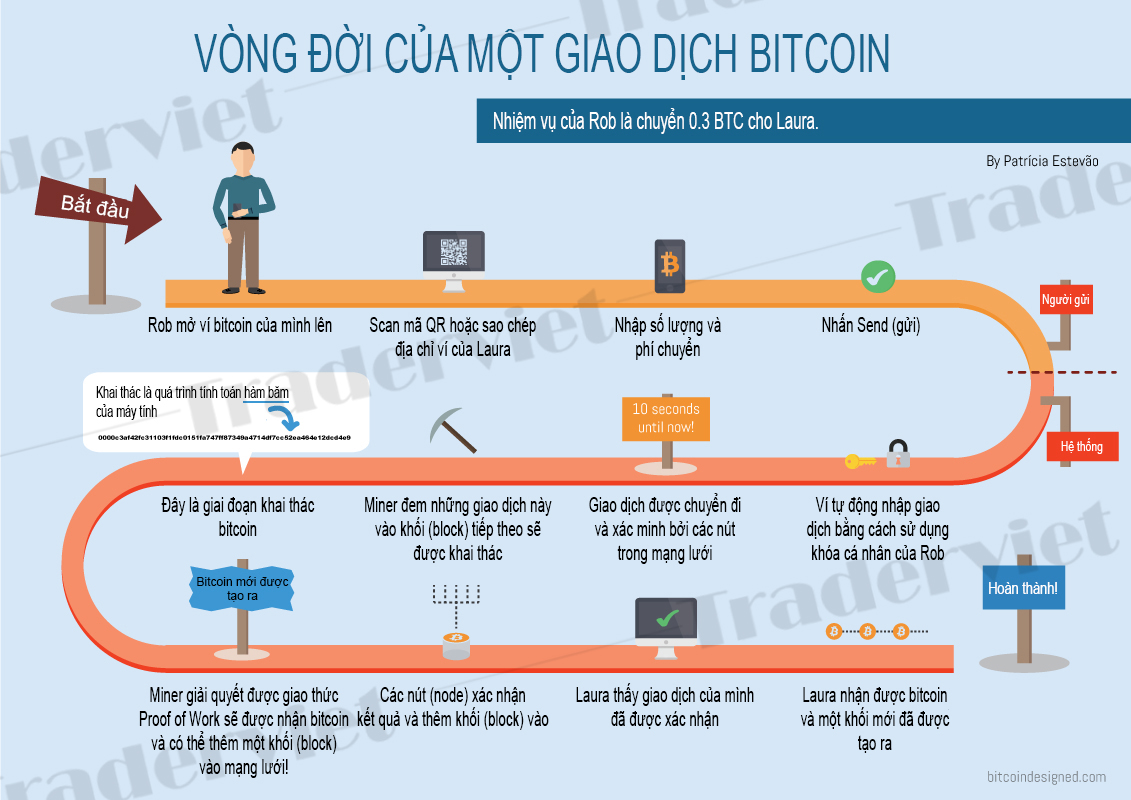 VÒNG ĐỜI CỦA MỘT GIAO DỊCH BITCOIN
Nhiệm vụ của Rob là chuyển 0.3 BTC cho Laura.
By Patrícia Estevão
Bắt đầu
Rob mở ví bitcoin của mình lên
Scan mã QR hoặc sao chép
địa chỉ ví của Laura
Nhập số lượng và
phí chuyển
Nhấn Send (gửi)
Người gửi
Hệ thống
Ví tự động nhập giao
dịch bằng cách sử dụng
khóa cá nhân của Rob
10 seconds
until now!
Giao dịch được chuyển đi
và xác minh bởi các nút
trong mạng lưới
Miner đem những giao dịch này
vào khối (block) tiếp theo sẽ
được khai thác
Khai thác là quá trình tính toán hàm băm
của máy tính
0000c3af42fc31103f1fdc0151fa747ff87349a4714df7cc52ea464e12dcd4e9
Đây là giai đoạn khai thác
bitcoin
Bitcoin mới được
tạo ra
Miner giải quyết được giao thức
Proof of Work sẽ được nhận bitcoin
và có thể thêm một khối (block)
vào mạng lưới!
Các nút (node) xác nhận
kết quả và thêm khối (block) vào
Laura thấy giao dịch của mình
đã được xác nhận
Laura nhận được bitcoin
và một khối mới đã được
tạo ra
Hoàn thành!
bitcoindesigned.com
Traderviet
Traderviet
Traderviet
Traderviet
Traderviet